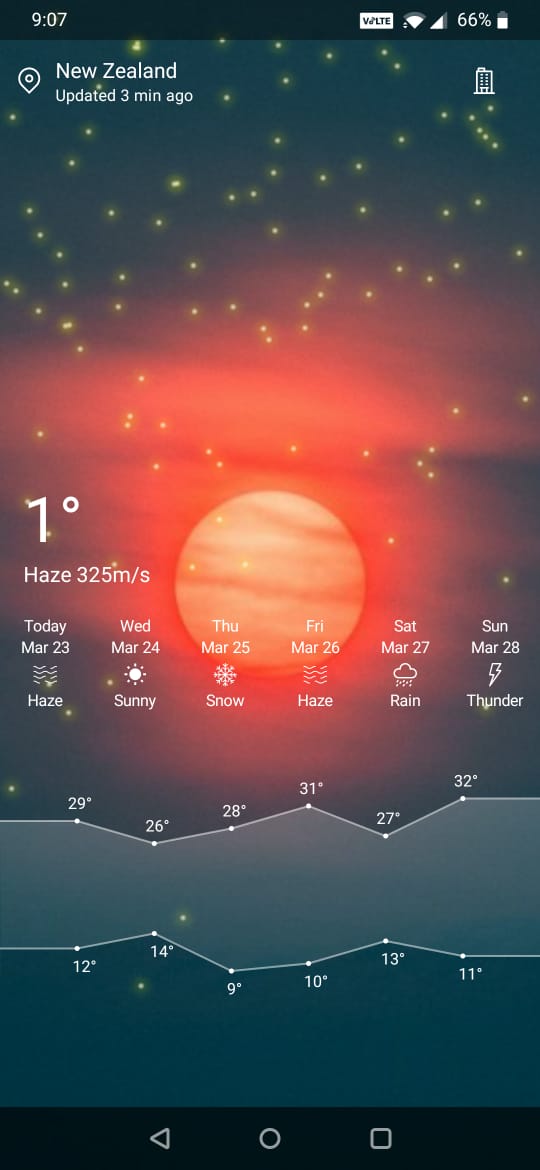 9:07 VoLTE 66%
New Zealand
Updated 3 min ago
1°
Haze 325m/s
Today Wed Thu Fri Sat Sun
Mar 23 Mar 24 Mar 25 Mar 26 Mar 27 Mar 28
Haze Sunny Snow Haze Rain Thunder
29° 26° 28° 31° 27° 32°
12° 14° 9° 10° 13° 11°